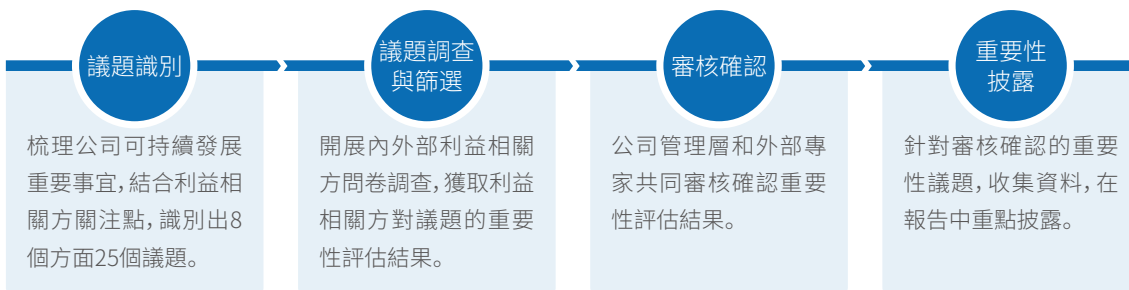 議題識別
梳理公司可持續發展
重要事宜，結合利益相
關方關注點，識別出8
個方面25個議題。
議題調查
與篩選
開展內外部利益相關
方問卷調查，獲取利益
相關方對議題的重要
性評估結果。
審核確認
公司管理層和外部專
家共同審核確認重要
性評估結果。
重要性
披露
針對審核確認的重要
性議題，收集資料，在
報告中重點披露。